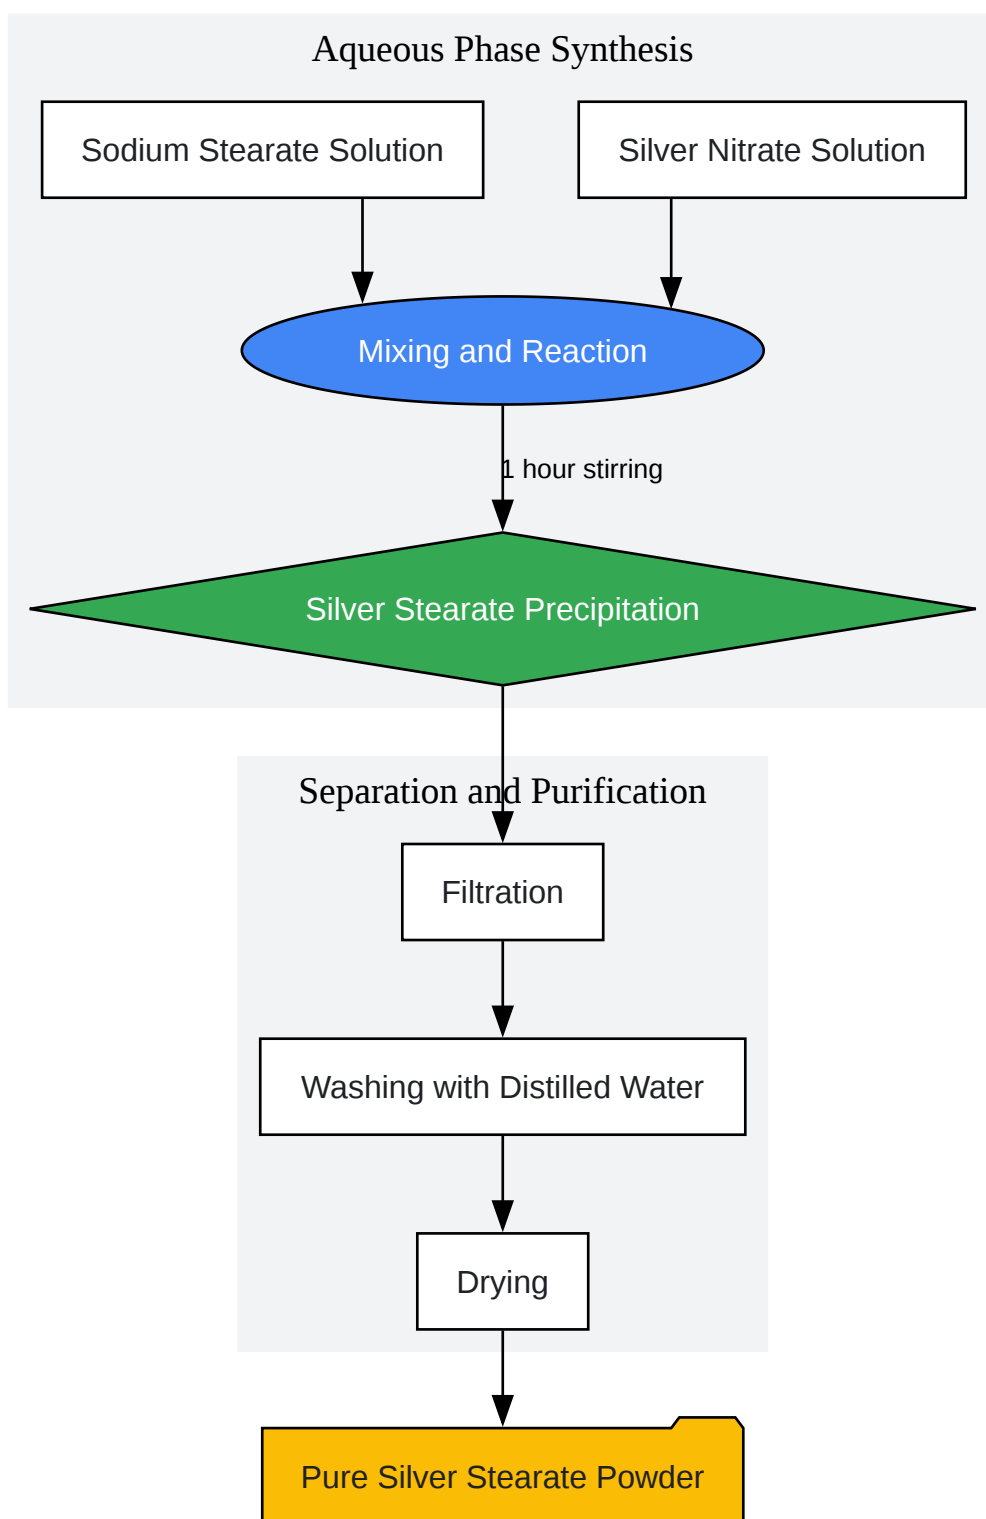 Aqueous Phase Synthesis
Sodium Stearate Solution
Silver Nitrate Solution
Mixing and Reaction
1 hour stirring
Silver Stearate Precipitation
Separation and Purification
Filtration
Washing with Distilled Water
Drying
Pure Silver Stearate Powder